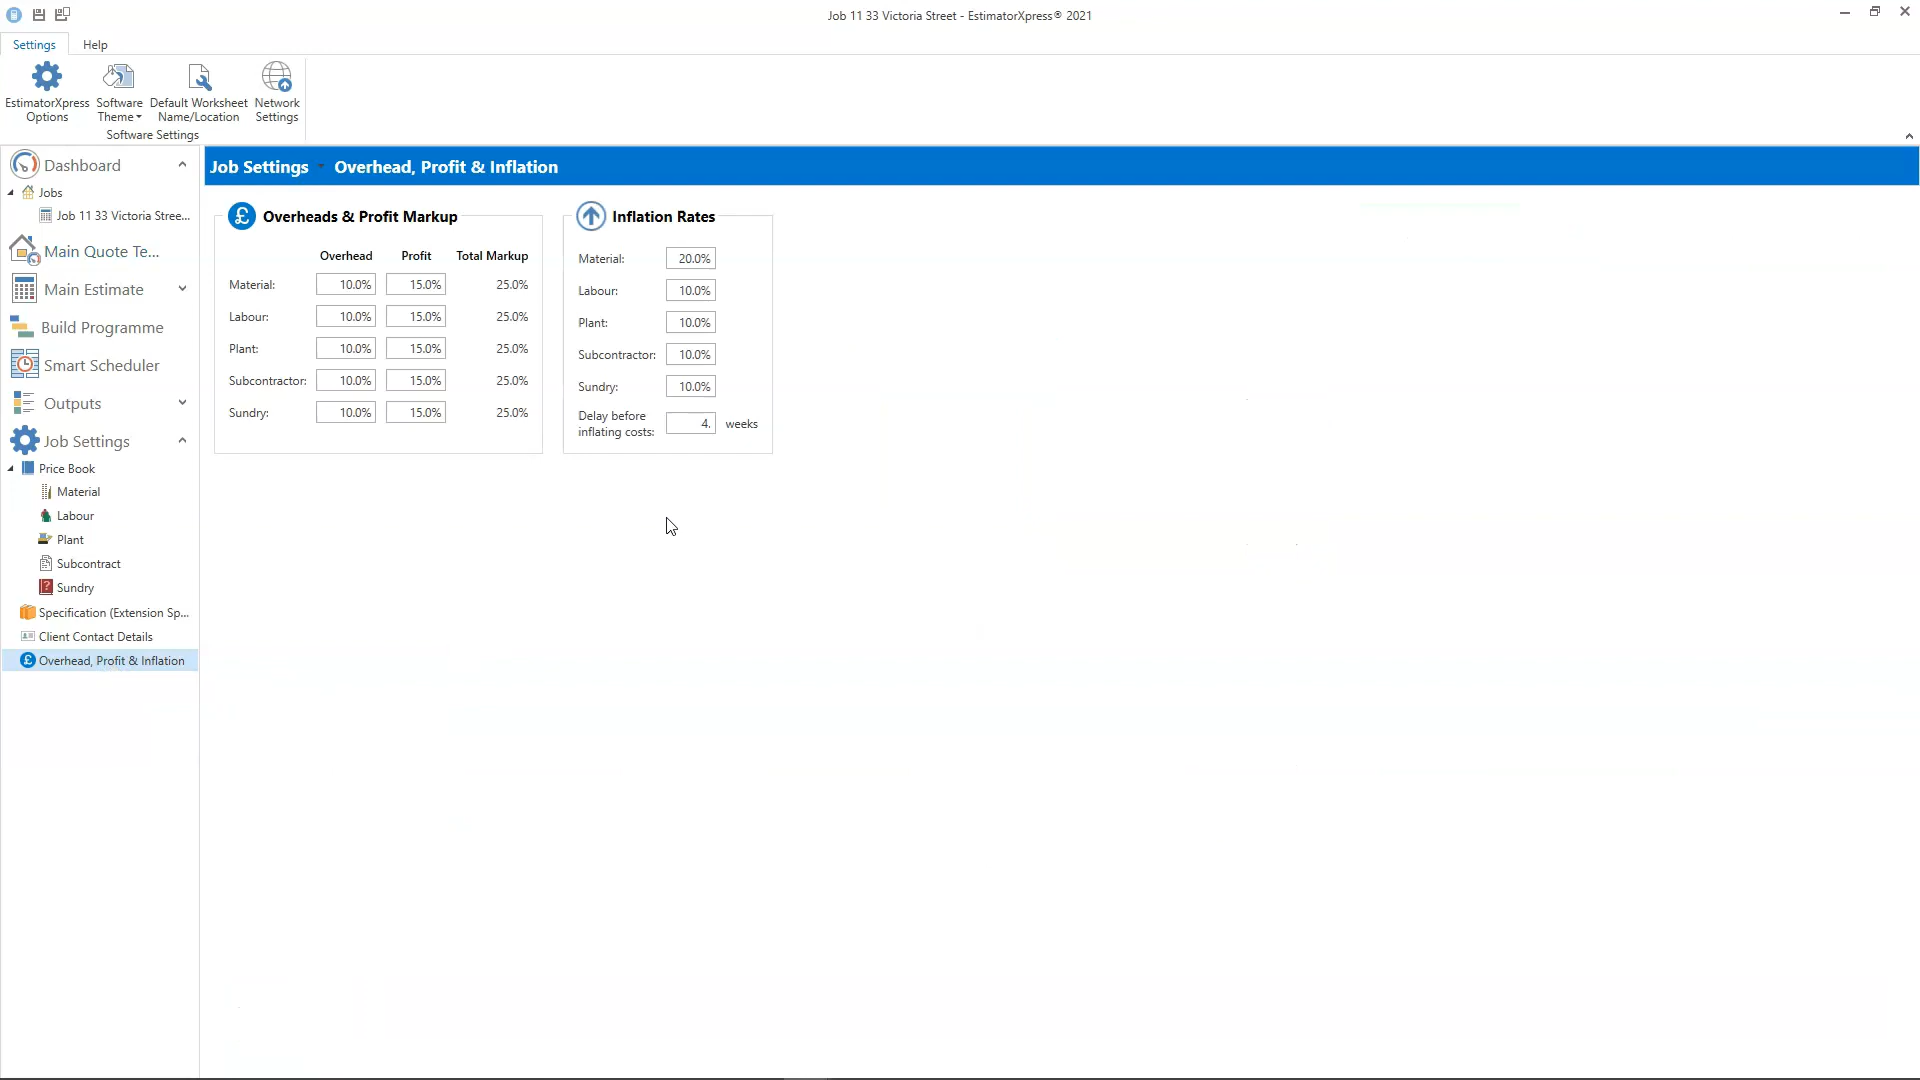 Job 11 33 Victoria Street - EstimatorXpress® 2021
Settings Help
EstimatorXpress Options
Software Theme
Default Worksheet Name/Location
Network Settings
Software Settings
Dashboard
Jobs
Job 11 33 Victoria Stree...
Main Quote Te...
Main Estimate
Build Programme
Smart Scheduler
Outputs
Job Settings
Price Book
Material
Labour
Plant
Subcontract
Sundry
Specification (Extension Sp...
Client Contact Details
Overhead, Profit & Inflation
Job Settings Overhead, Profit & Inflation
Overheads & Profit Markup
Overhead Profit Total Markup
Material: 10.0% 15.0% 25.0%
Labour: 10.0% 15.0% 25.0%
Plant: 10.0% 15.0% 25.0%
Subcontractor: 10.0% 15.0% 25.0%
Sundry: 10.0% 15.0% 25.0%
Inflation Rates
Material: 20.0%
Labour: 10.0%
Plant: 10.0%
Subcontractor: 10.0%
Sundry: 10.0%
Delay before
inflating costs: 4. weeks